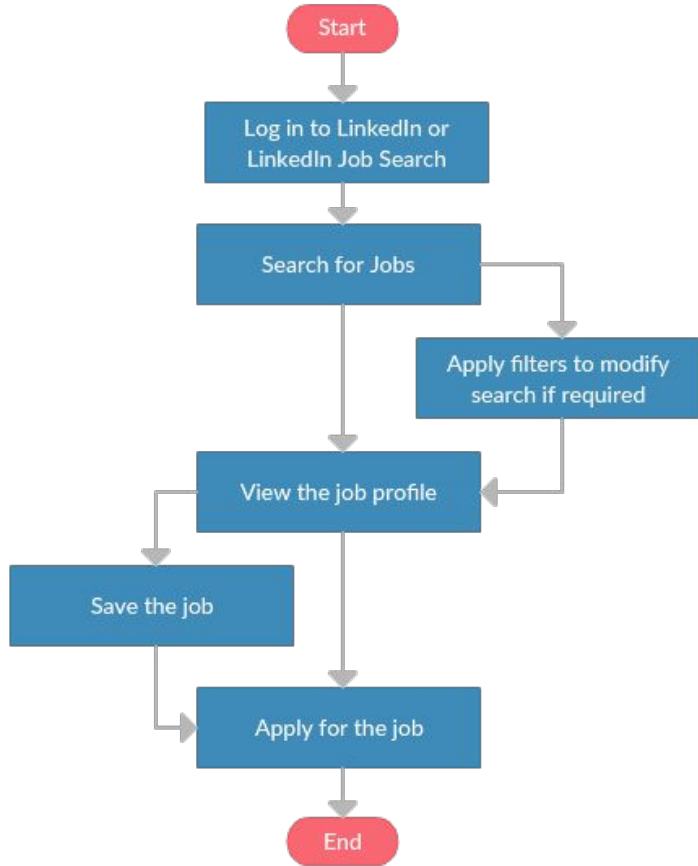 Start
Log in to LinkedIn or
LinkedIn Job Search
Search for Jobs
Apply filters to modify
search if required
View the job profile
Save the job
Apply for the job
End